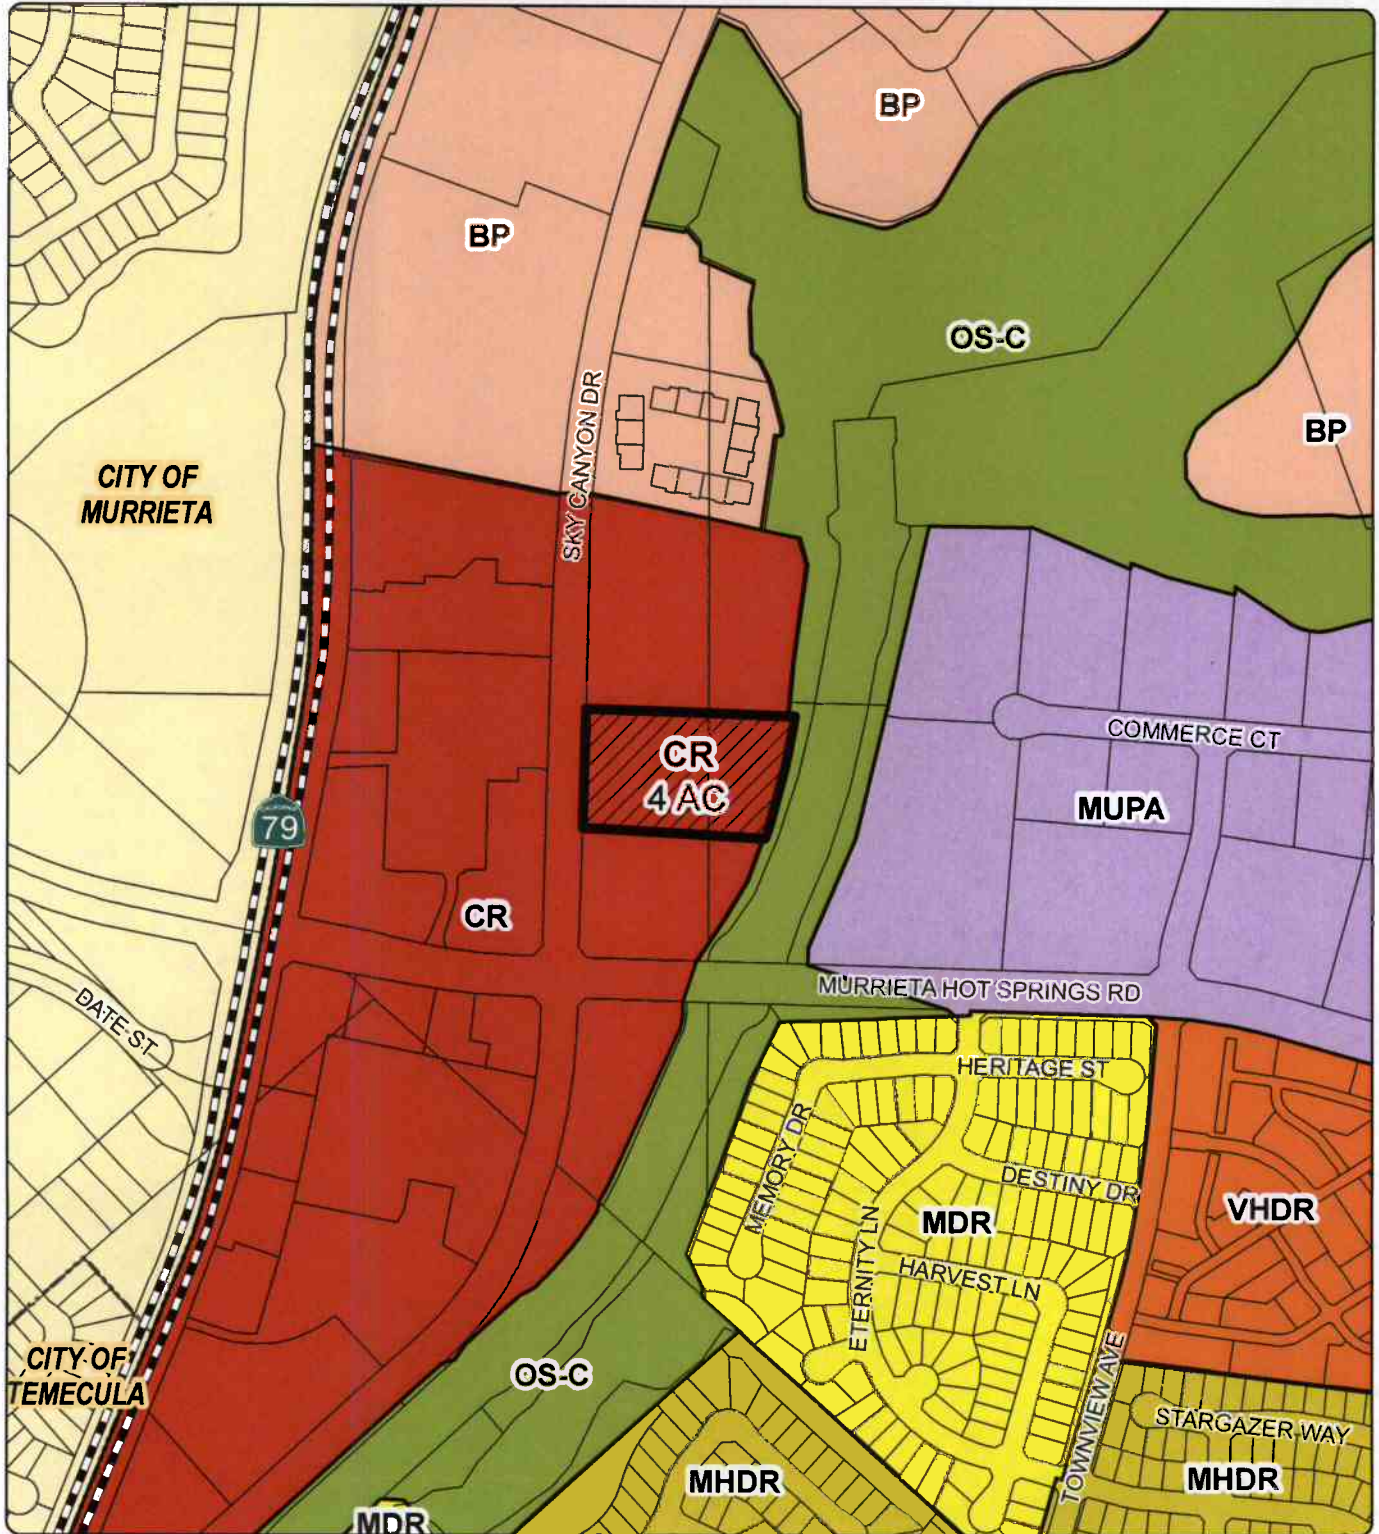 BP
BP
OS-C
SKY CANYON DR
BP
CITY OF
MURRIETA
COMMERCE CT
CR
4 AC
MUPA
79
CR
MURRIETA HOT SPRINGS RD
DATE ST
HERITAGE ST
MEMORY DR
DESTINY DR
MDR
VHDR
ETERNITY LN
HARVEST LN
CITY OF
TEMECULA
OS-C
TOWNVIEW AVE
STARGAZER WAY
MHDR
MHDR
MDR